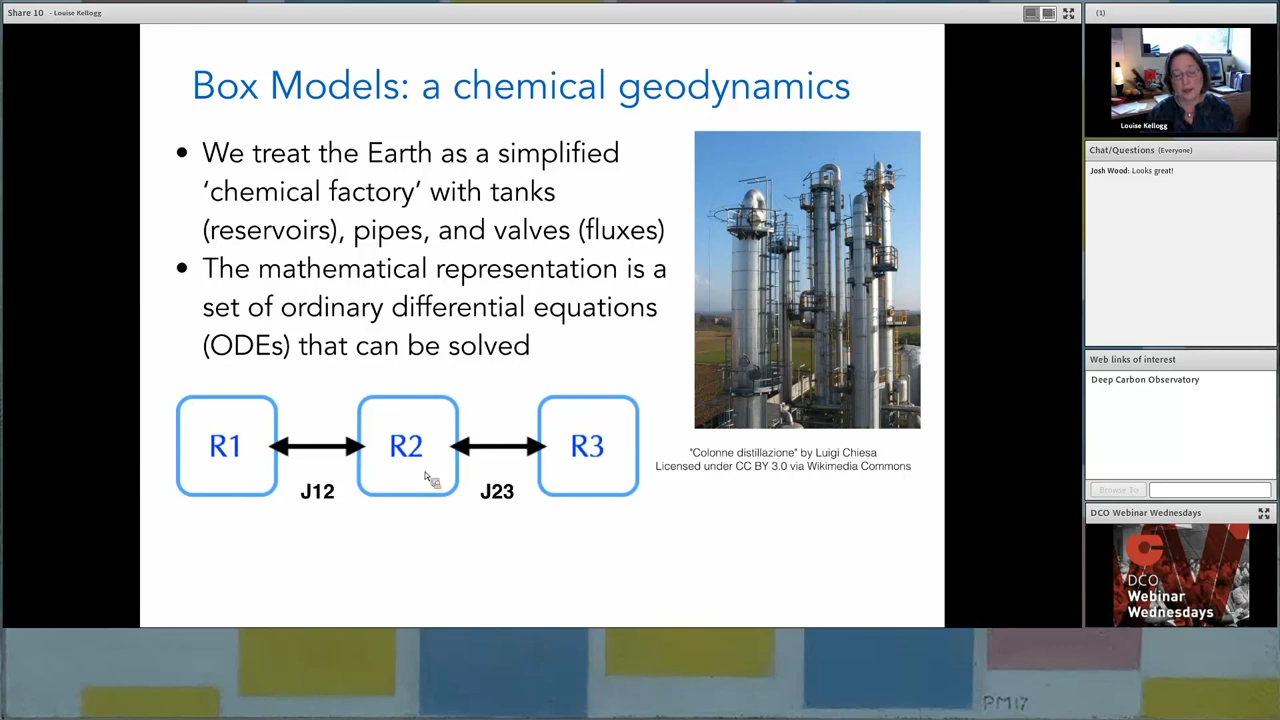 Share 10 - Louise Kellogg
(1)
Box Models: a chemical geodynamics
• We treat the Earth as a simplified
‘chemical factory’ with tanks
(reservoirs), pipes, and valves (fluxes)
• The mathematical representation is a
set of ordinary differential equations
(ODEs) that can be solved
R1
R2
R3
J12
J23
"Colonne distillazione" by Luigi Chiesa
Licensed under CC BY 3.0 via Wikimedia Commons
Louise Kellogg
Chat/Questions (Everyone)
Josh Wood: Looks great!
Web links of interest
Deep Carbon Observatory
Browse To
DCO Webinar Wednesdays
DCO
Webinar
Wednesdays
PM17